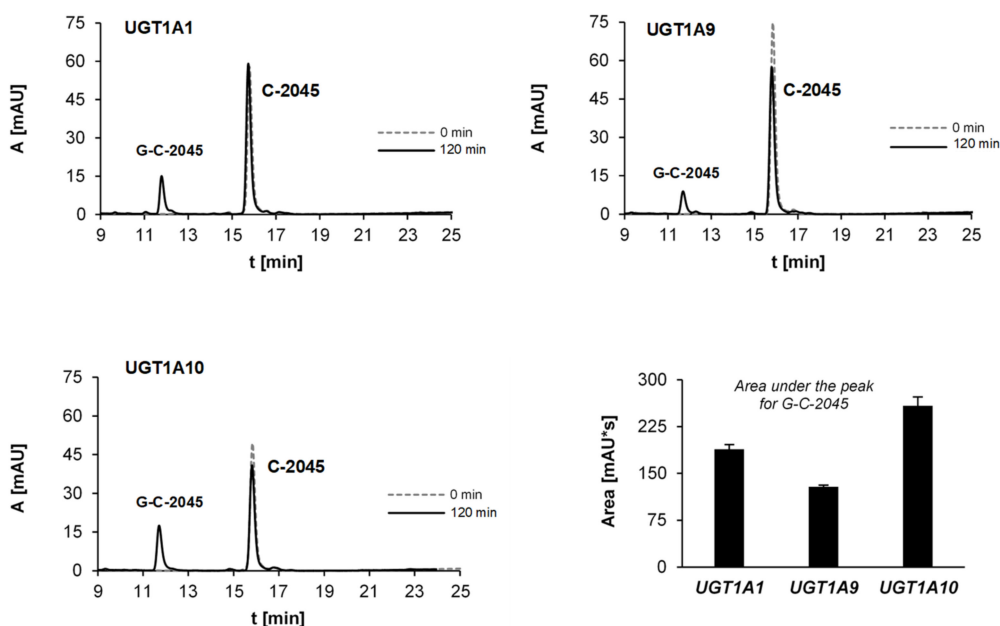 UGT1A1
75
60
45
30
15
0
A [mAU]
C-2045
G-C-2045
0 min
120 min
9 11 13 15 17 19 21 23 25
t [min]
UGT1A9
75
60
45
30
15
0
A [mAU]
C-2045
G-C-2045
0 min
120 min
9 11 13 15 17 19 21 23 25
t [min]
UGT1A10
75
60
45
30
15
0
A [mAU]
C-2045
G-C-2045
0 min
120 min
9 11 13 15 17 19 21 23 25
t [min]
Area under the peak
for G-C-2045
300
225
150
75
0
Area [mAU*s]
UGT1A1 UGT1A9 UGT1A10